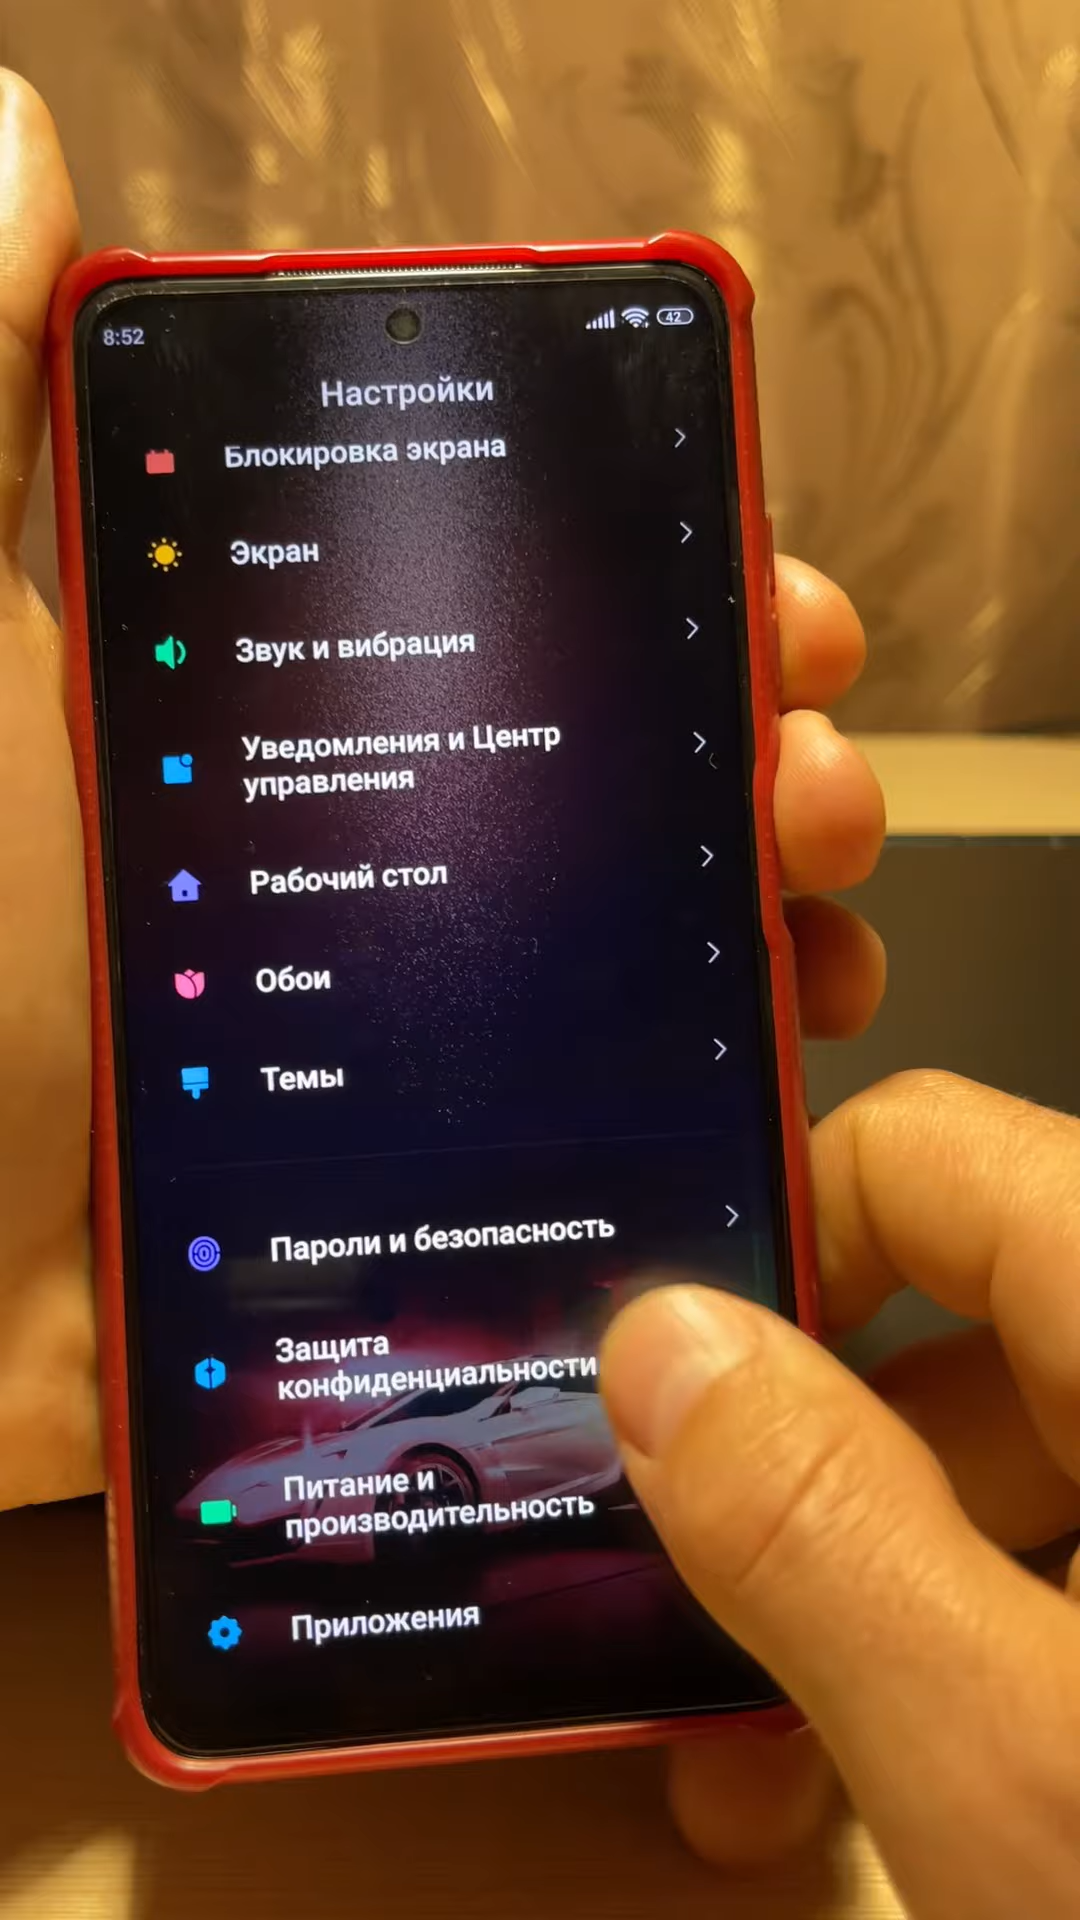 8:52
42
Настройки
Блокировка экрана
Экран
Звук и вибрация
Уведомления и Центр
управления
Рабочий стол
Обои
Темы
Пароли и безопасность
Защита
конфиденциальности
Питание и
производительность
Приложения